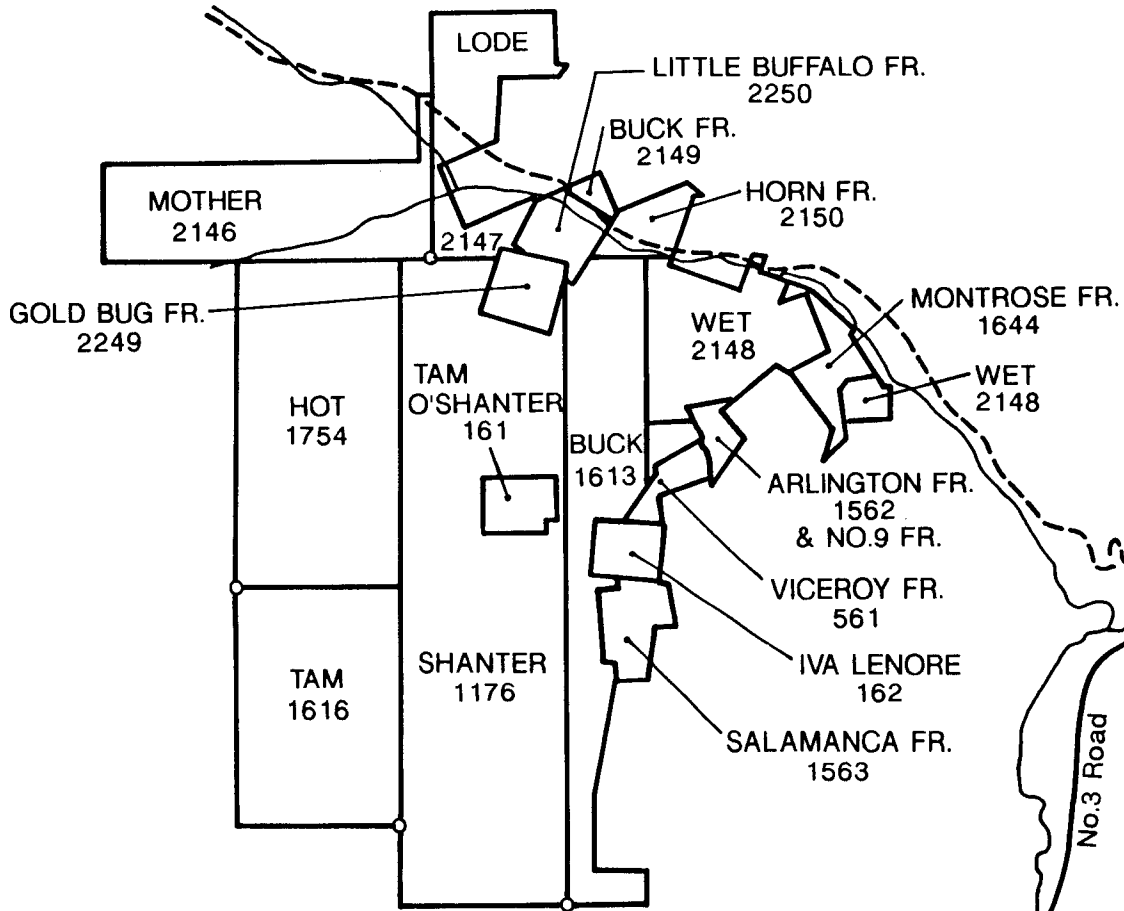 LODE
LITTLE BUFFALO FR.
2250
BUCK FR.
2149
HORN FR.
2150
MOTHER
2146
2147
GOLD BUG FR.
2249
WET
2148
MONTROSE FR.
1644
WET
2148
HOT
1754
TAM
O'SHANTER
161
BUCK
1613
ARLINGTON FR.
1562
& NO.9 FR.
VICEROY FR.
561
IVA LENORE
162
SALAMANCA FR.
1563
TAM
1616
SHANTER
1176
No.3 Road